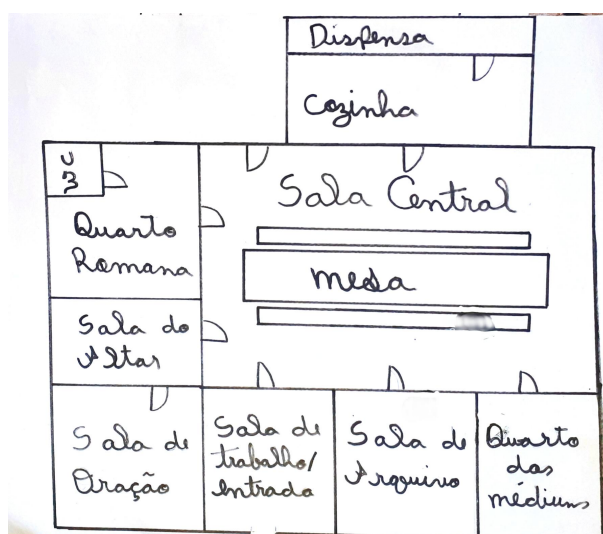 Dispensa
Cozinha
Sala Central
Quarto
Romana
mesa
Sala do
Altar
Sala de
Oração
Sala de
trabalho/
Entrada
Sala de
Arquivo
Quarto
das
médiuns